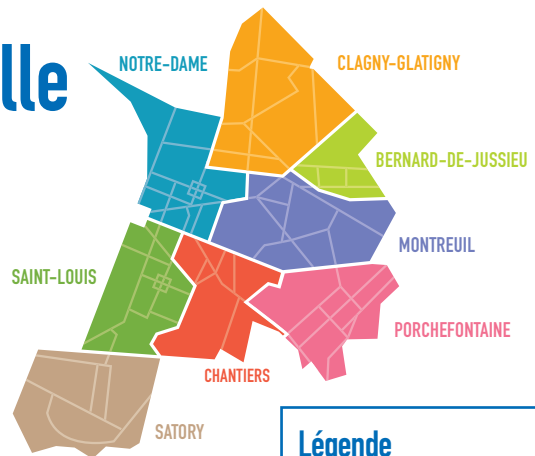 lle
NOTRE-DAME
CLAGNY-GLATIGNY
BERNARD-DE-JUSSIEU
MONTREUIL
SAINT-LOUIS
PORCHEFONTAINE
CHANTIERS
SATORY
Légende